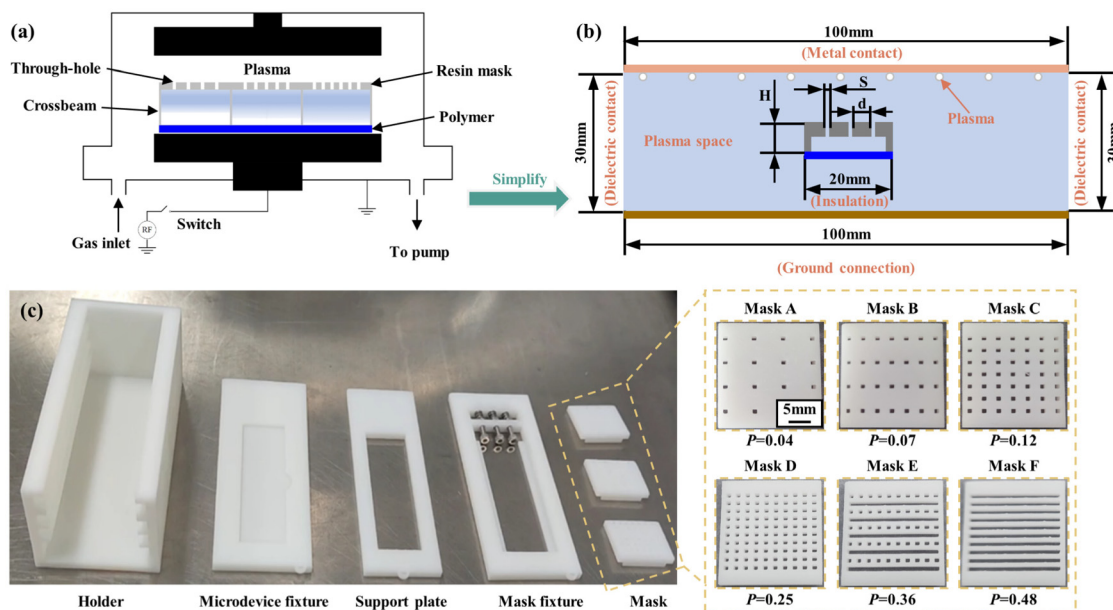 (a)
Through-hole
Plasma
Resin mask
Crossbeam
Polymer
Switch
RF
Gas inlet
To pump
Simplify
(b)
100mm
(Metal contact)
H
S
d
Plasma
Plasma space
30mm
(Dielectric contact)
20mm
(Insulation)
30mm
(Dielectric contact)
100mm
(Ground connection)
(c)
Holder
Microdevice fixture
Support plate
Mask fixture
Mask
Mask A
Mask B
Mask C
5mm
P=0.04
P=0.07
P=0.12
Mask D
Mask E
Mask F
P=0.25
P=0.36
P=0.48